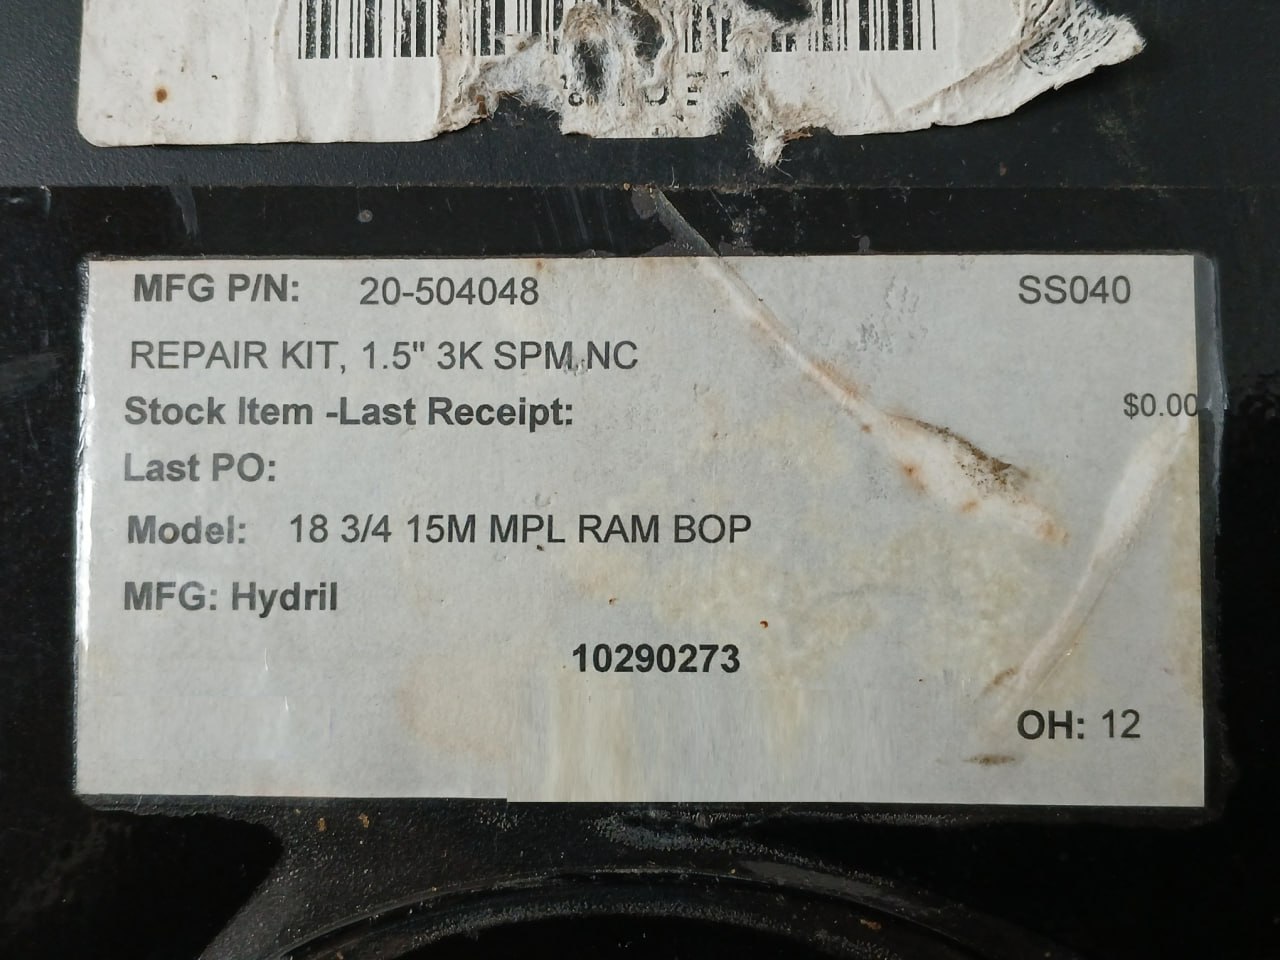 MFG P/N: 20-504048 SS040
REPAIR KIT, 1.5" 3K SPM NC
Stock Item -Last Receipt: $0.00
Last PO:
Model: 18 3/4 15M MPL RAM BOP
MFG: Hydril
10290273
OH: 12